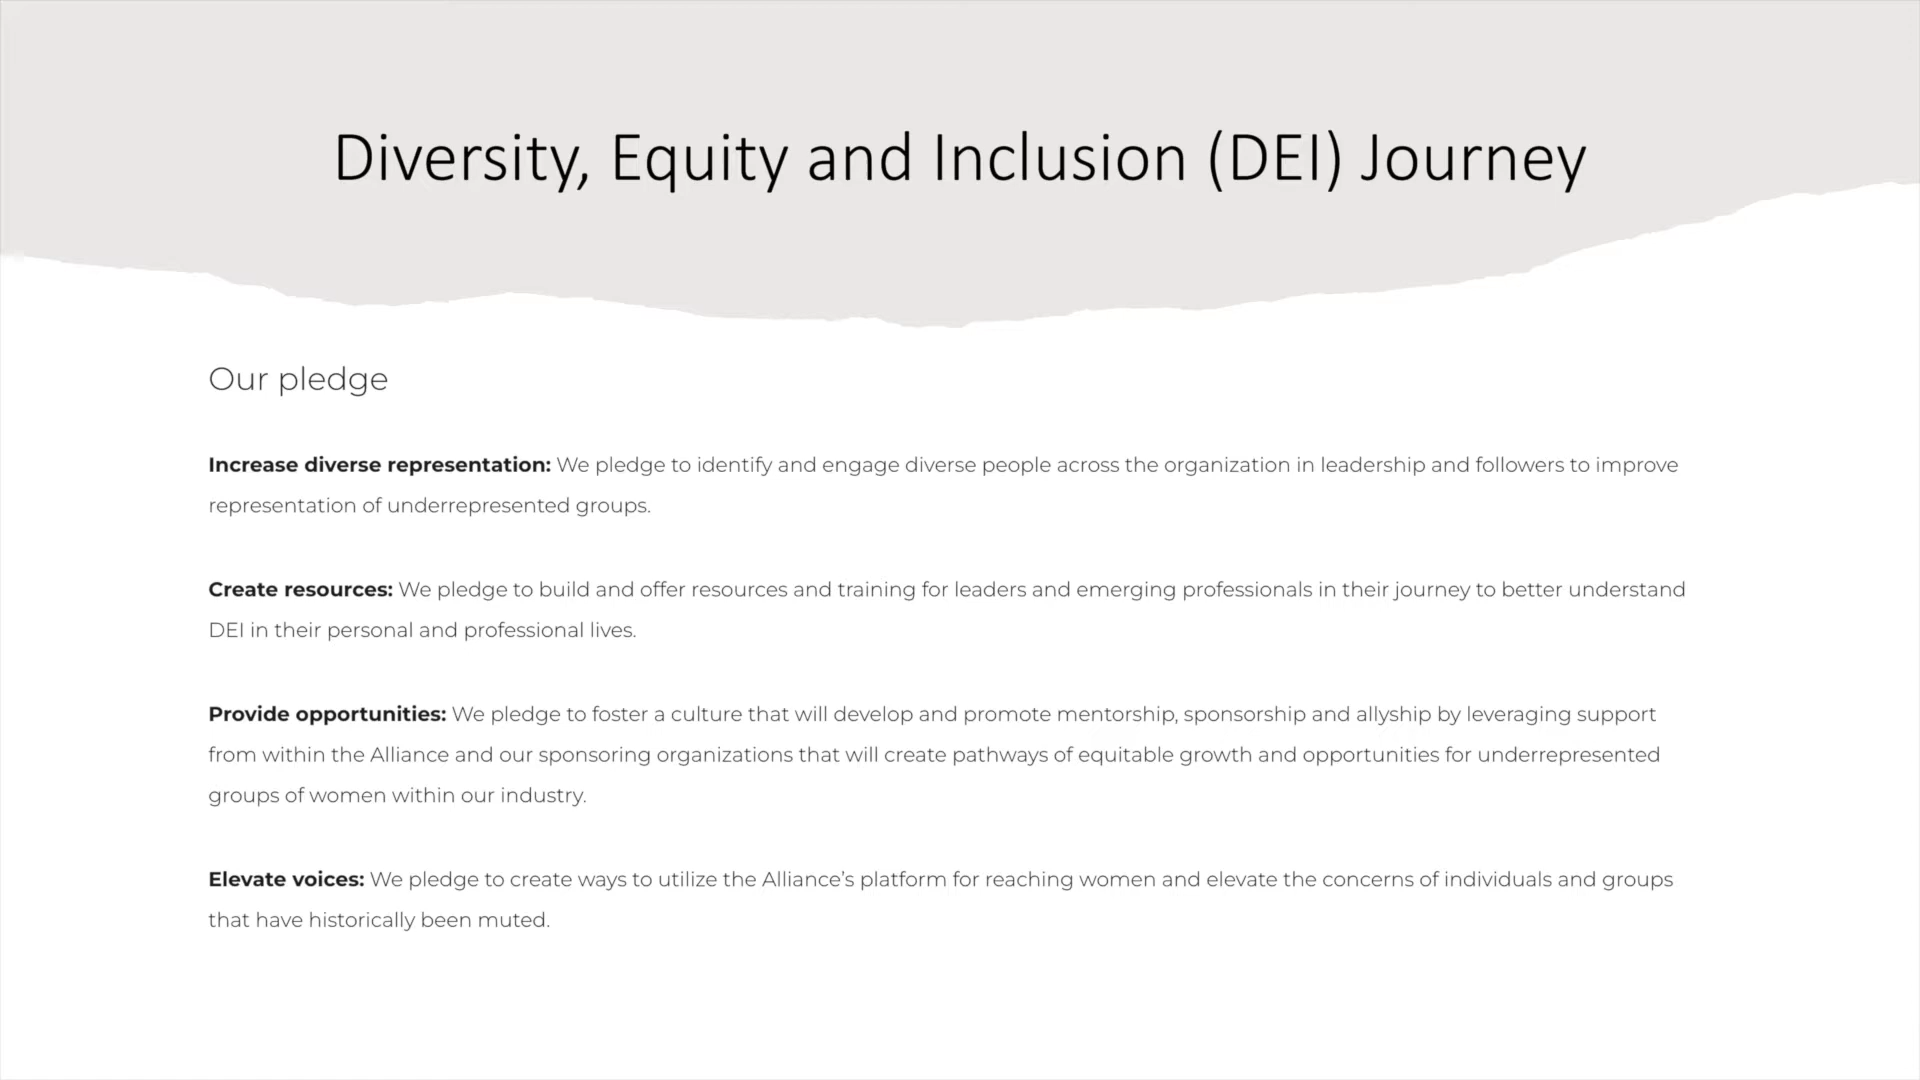 Diversity, Equity and Inclusion (DEI) Journey
Our pledge
Increase diverse representation: We pledge to identify and engage diverse people across the organization in leadership and followers to improve
representation of underrepresented groups.
Create resources: We pledge to build and offer resources and training for leaders and emerging professionals in their journey to better understand
DEI in their personal and professional lives.
Provide opportunities: We pledge to foster a culture that will develop and promote mentorship, sponsorship and allyship by leveraging support
from within the Alliance and our sponsoring organizations that will create pathways of equitable growth and opportunities for underrepresented
groups of women within our industry.
Elevate voices: We pledge to create ways to utilize the Alliance’s platform for reaching women and elevate the concerns of individuals and groups
that have historically been muted.